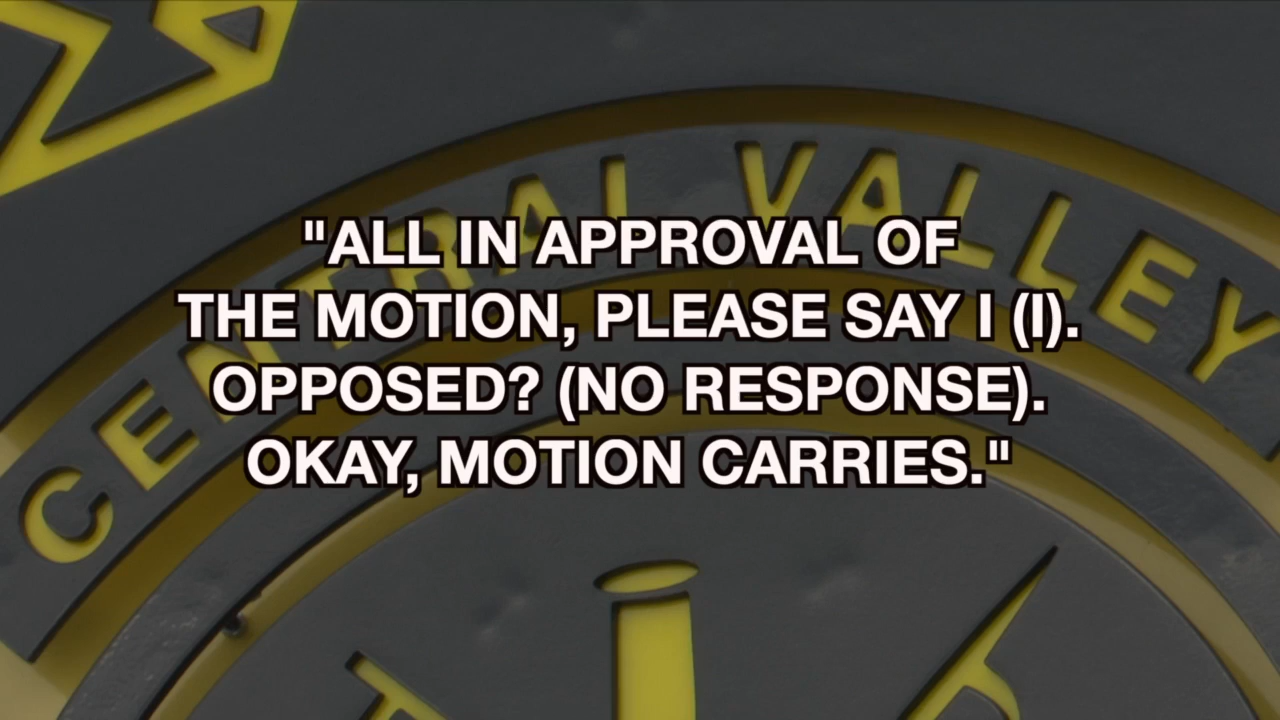 CENTRAL VALLEY
"ALL IN APPROVAL OF
THE MOTION, PLEASE SAY I (I).
OPPOSED? (NO RESPONSE).
OKAY, MOTION CARRIES."